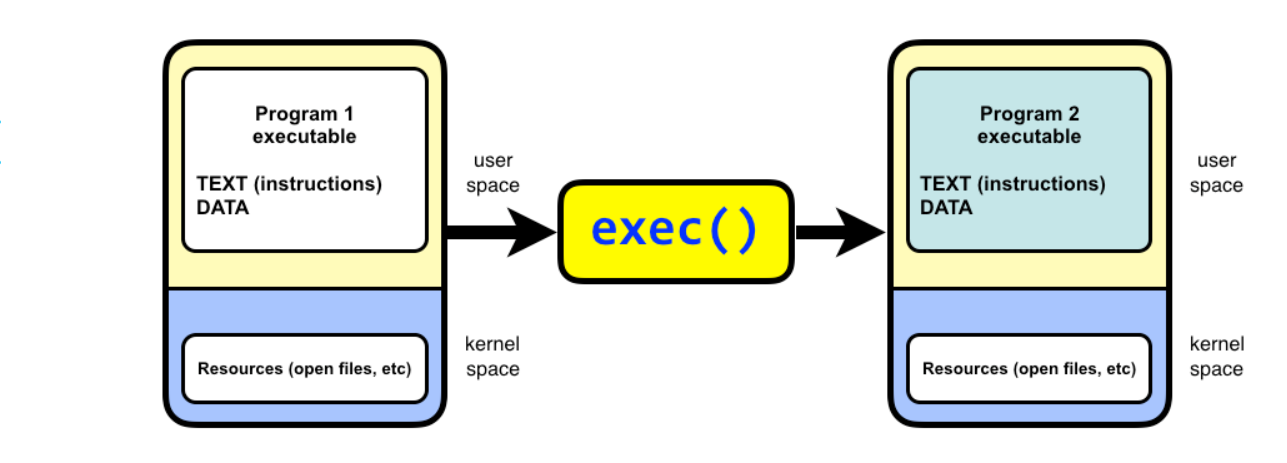 Program 1
executable
TEXT (instructions)
DATA
Resources (open files, etc)
user
space
kernel
space
exec()
Program 2
executable
TEXT (instructions)
DATA
Resources (open files, etc)
user
space
kernel
space